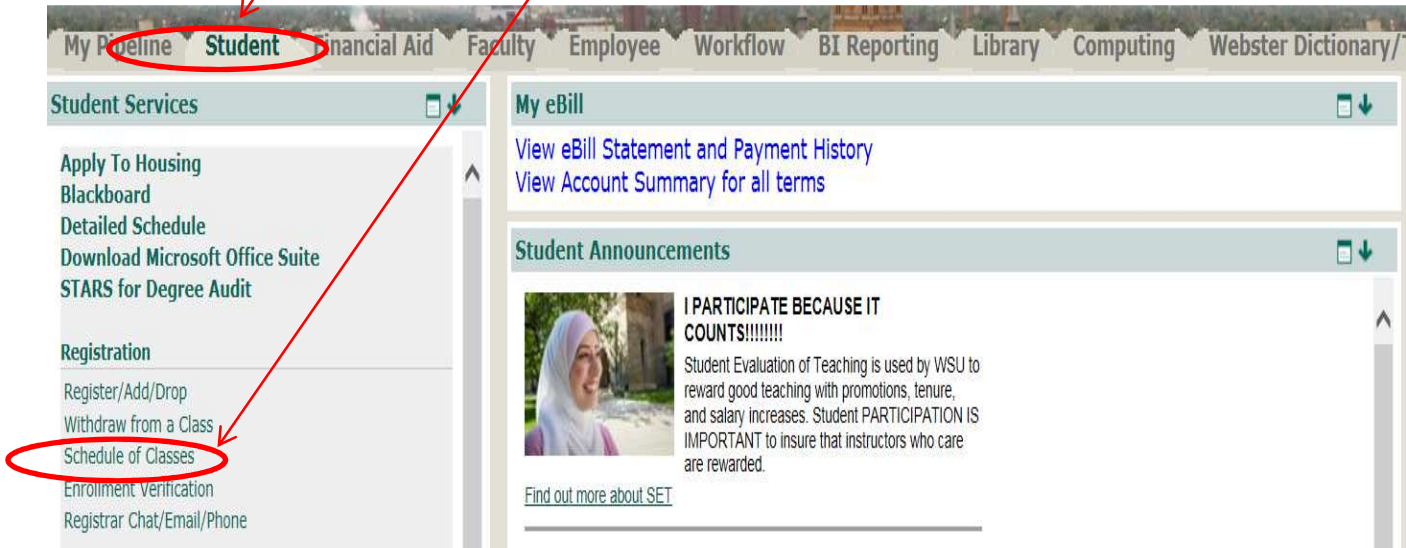 My Pipeline Student Financial Aid Faculty Employee Workflow BI Reporting Library Computing Webster Dictionary/
Student Services
Apply To Housing
Blackboard
Detailed Schedule
Download Microsoft Office Suite
STARS for Degree Audit
Registration
Register/Add/Drop
Withdraw from a Class
Schedule of Classes
Enrollment Verification
Registrar Chat/Email/Phone
My eBill
View eBill Statement and Payment History
View Account Summary for all terms
Student Announcements
I PARTICIPATE BECAUSE IT
COUNTS!!!!!!!!
Student Evaluation of Teaching is used by WSU to
reward good teaching with promotions, tenure,
and salary increases. Student PARTICIPATION IS
IMPORTANT to insure that instructors who care
are rewarded.
Find out more about SET